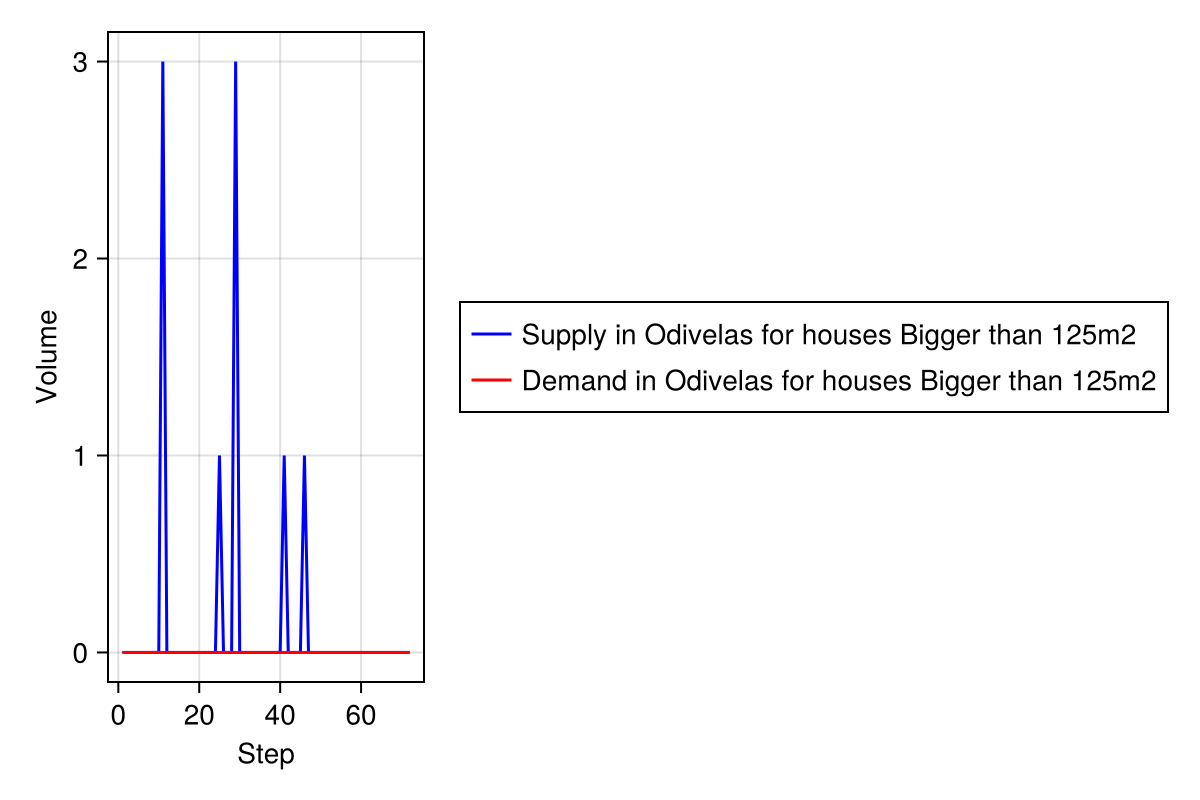 3
2
1
0
Volume
0 20 40 60
Step
Supply in Odivelas for houses Bigger than 125m2
Demand in Odivelas for houses Bigger than 125m2